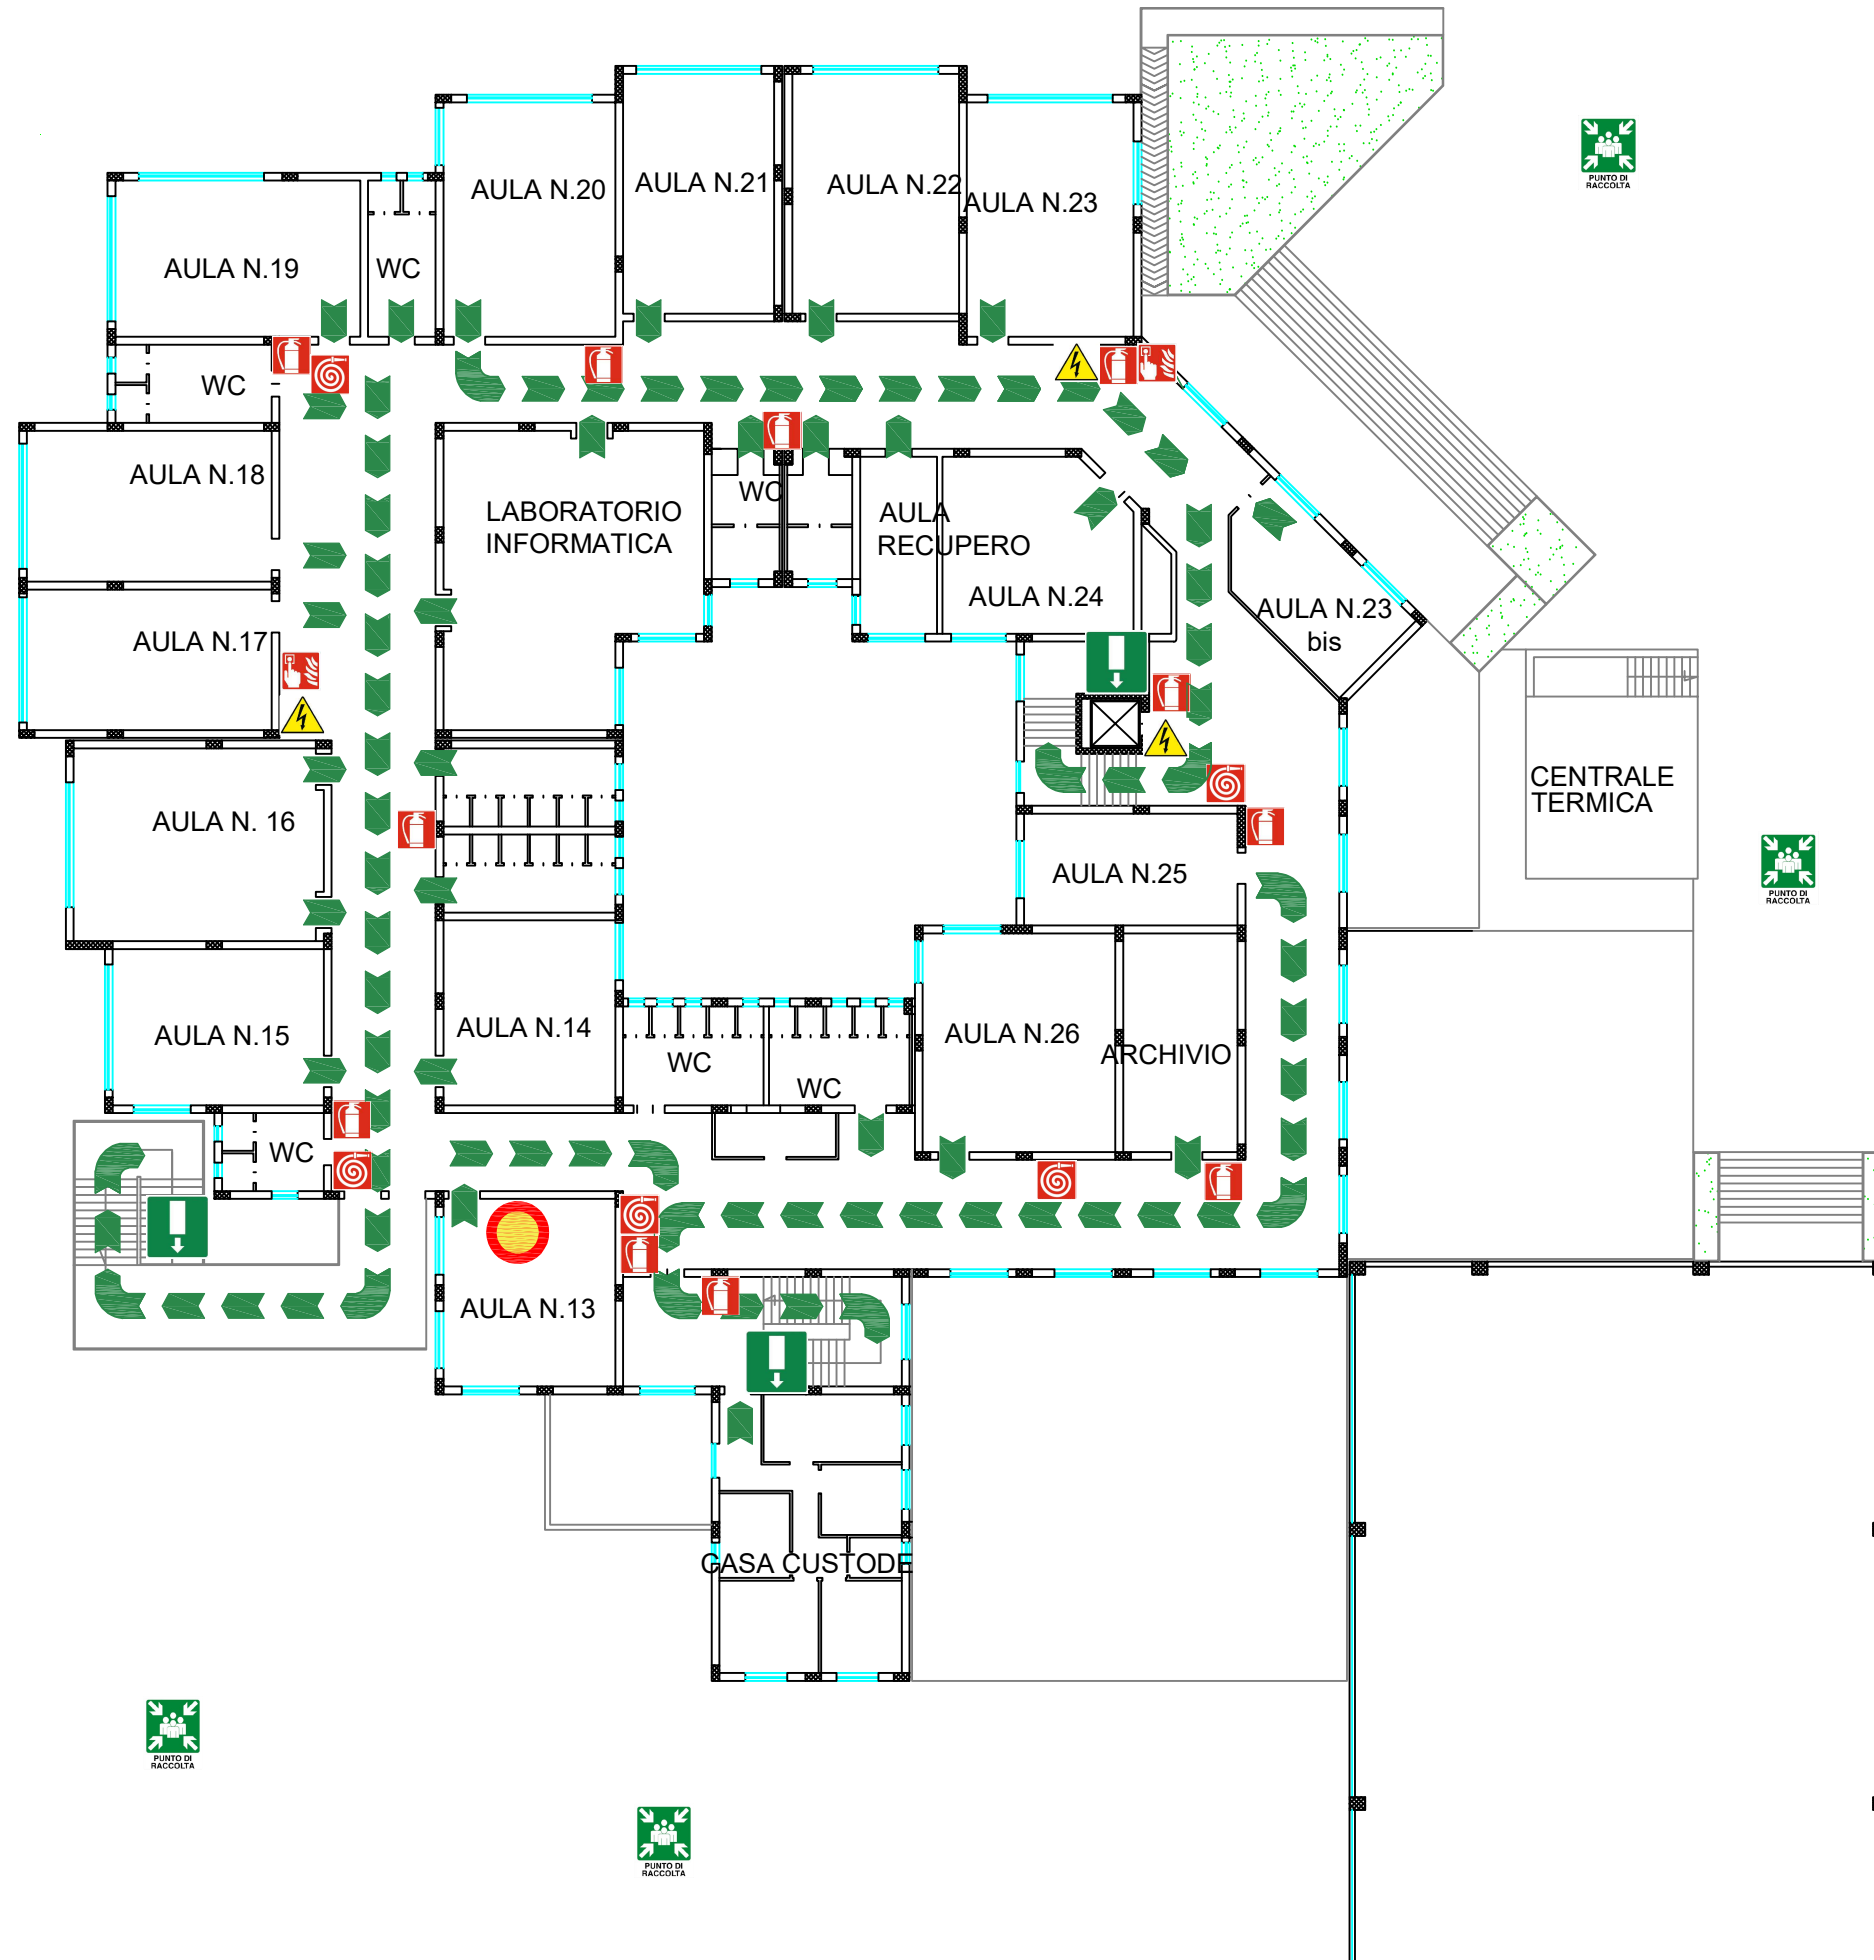 PUNTO DI
RACCOLTA
AULA N.20
AULA N.21
AULA N.22
AULA N.23
AULA N.19
WC
WC
AULA N.18
LABORATORIO
INFORMATICA
WC
AULA
RECUPERO
AULA N.24
AULA N.23
bis
AULA N.17
CENTRALE
TERMICA
AULA N. 16
AULA N.25
PUNTO DI
RACCOLTA
AULA N.15
AULA N.14
WC
WC
AULA N.26
ARCHIVIO
WC
AULA N.13
CASA CUSTODE
PUNTO DI
RACCOLTA
PUNTO DI
RACCOLTA